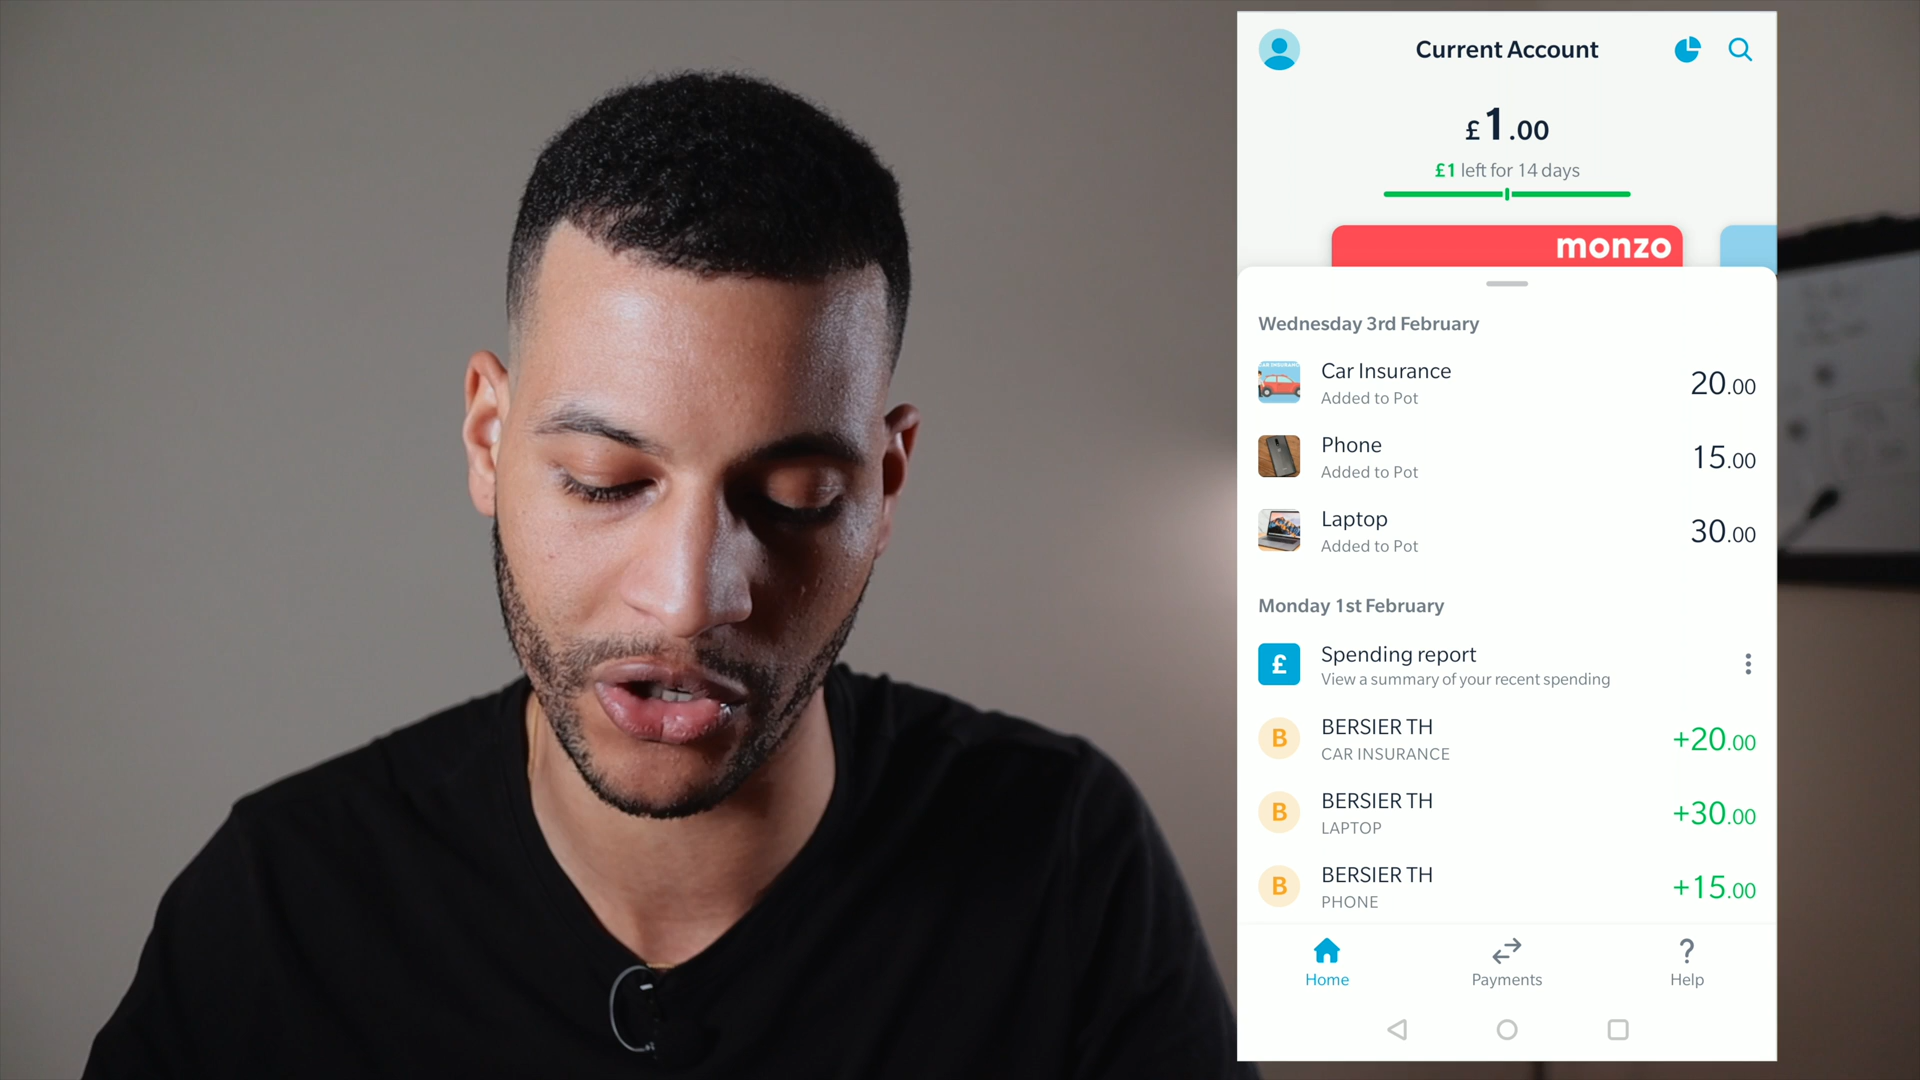 Current Account
£1.00
£1 left for 14 days
monzo
Wednesday 3rd February
CAR INSURANCE
Car Insurance
20.00
Added to Pot
Phone
15.00
Added to Pot
Laptop
30.00
Added to Pot
Monday 1st February
£
Spending report
View a summary of your recent spending
B
BERSIER TH
+20.00
CAR INSURANCE
B
BERSIER TH
+30.00
LAPTOP
B
BERSIER TH
+15.00
PHONE
Home
Payments
?
Help